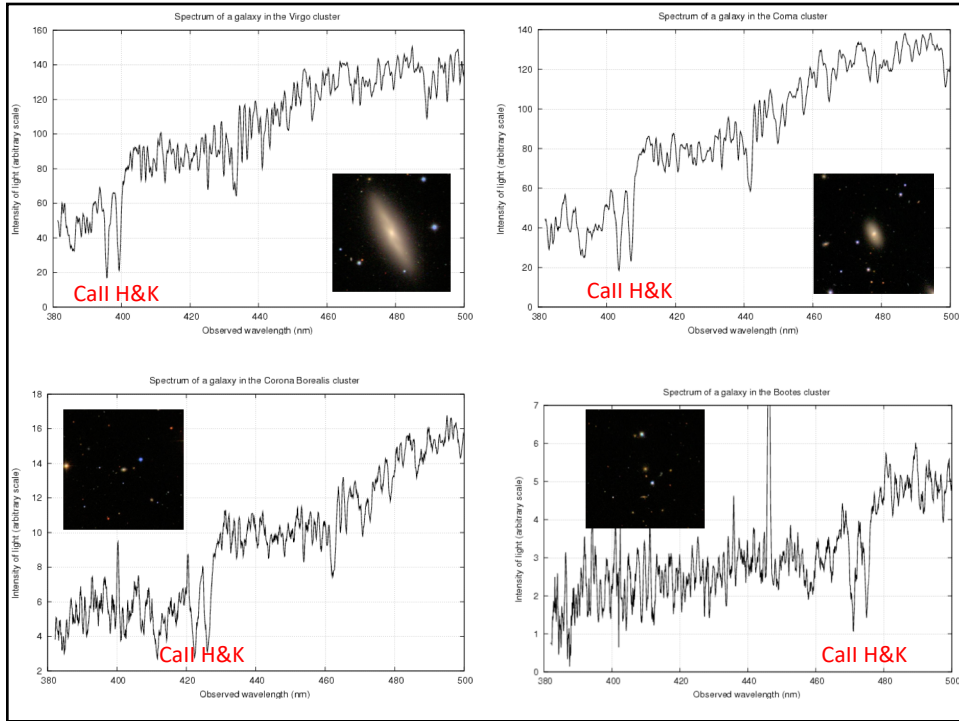 Spectrum of a galaxy in the Virgo cluster
Intensity of light (arbitrary scale)
160
140
120
100
80
60
40
20
0
CaII H&K
380 400 420 440 460 480 500
Observed wavelength (nm)
Spectrum of a galaxy in the Coma cluster
Intensity of light (arbitrary scale)
140
120
100
80
60
40
20
0
CaII H&K
380 400 420 440 460 480 500
Observed wavelength (nm)
Spectrum of a galaxy in the Corona Borealis cluster
Intensity of light (arbitrary scale)
18
16
14
12
10
8
6
4
2
CaII H&K
380 400 420 440 460 480 500
Observed wavelength (nm)
Spectrum of a galaxy in the Bootes cluster
Intensity of light (arbitrary scale)
7
6
5
4
3
2
1
0
CaII H&K
380 400 420 440 460 480 500
Observed wavelength (nm)